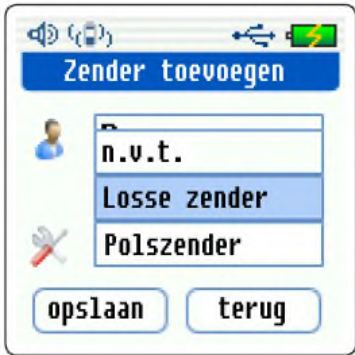 Zender toevoegen
n.v.t.
Losse zender
Polszender
opslaan
terug